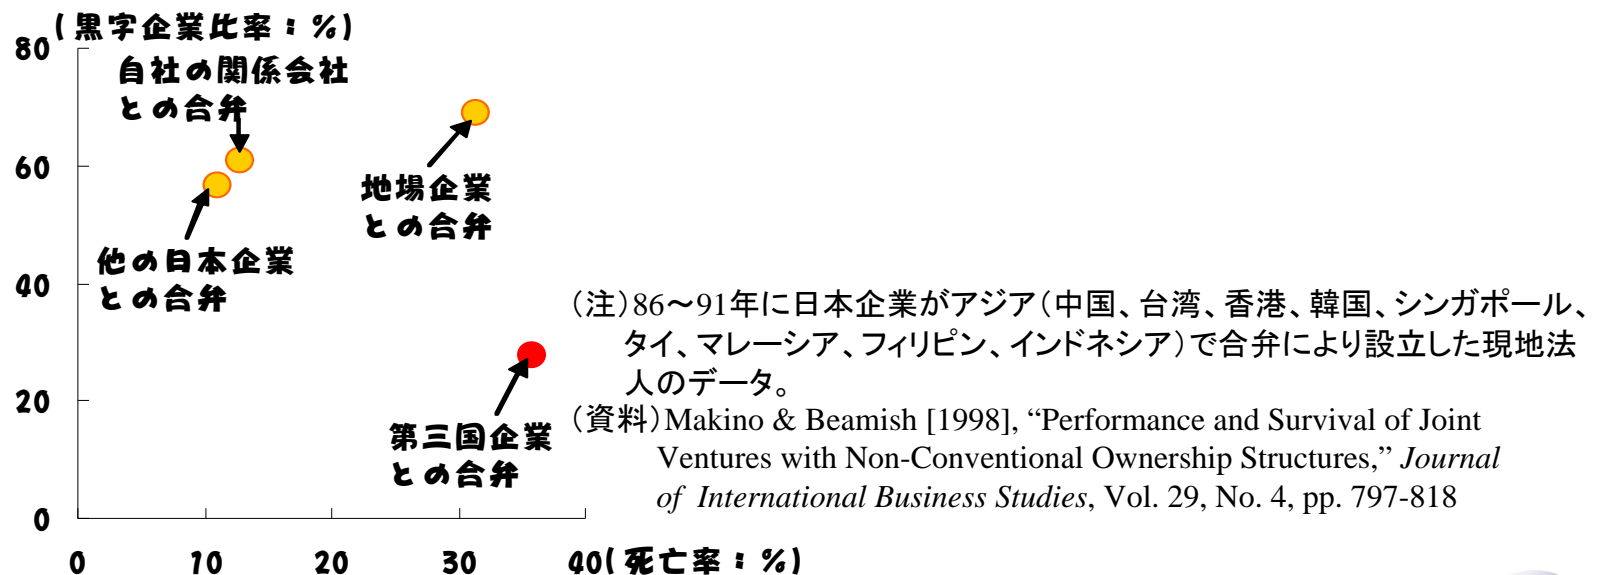 (黒字企業比率：%)
80
自社の関係会社
との合弁
60
地場企業
との合弁
他の日本企業
との合弁
40
（注）86～91年に日本企業がアジア（中国、台湾、香港、韓国、シンガポール、
タイ、マレーシア、フィリピン、インドネシア）で合弁により設立した現地法
人のデータ。
20
第三国企業
との合弁
（資料）Makino & Beamish [1998], “Performance and Survival of Joint
Ventures with Non-Conventional Ownership Structures,” Journal
of International Business Studies, Vol. 29, No. 4, pp. 797-818
0
0 10 20 30 40(死亡率：%)